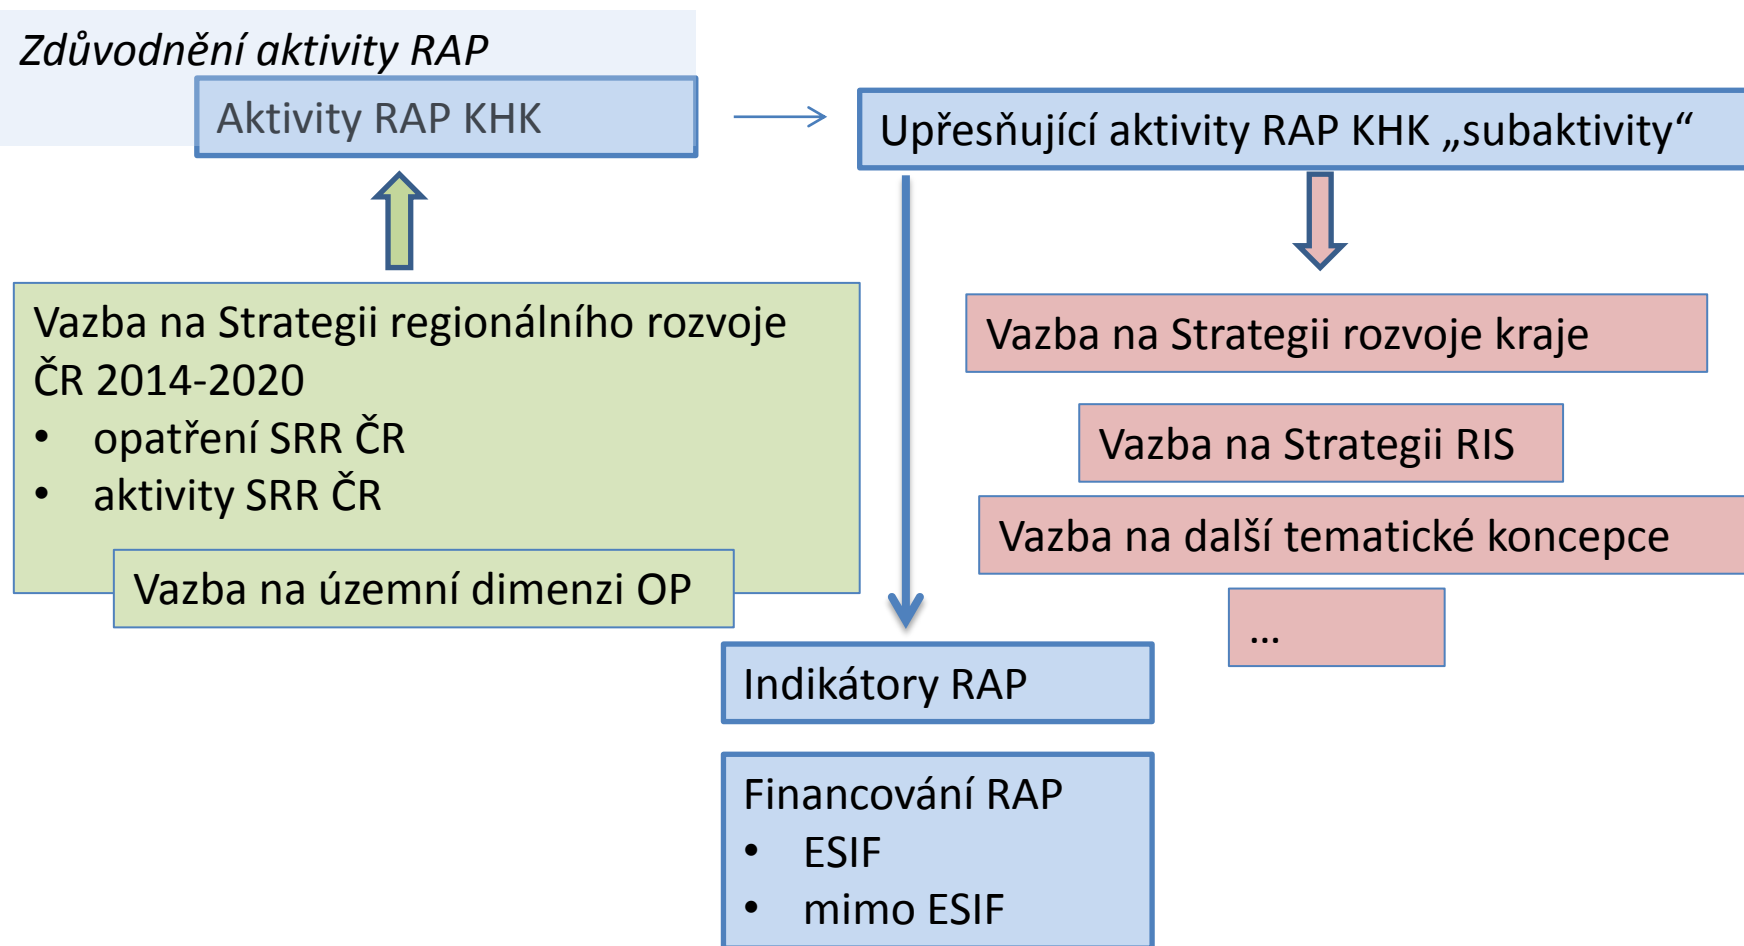 Zdůvodnění aktivity RAP
Aktivity RAP KHK
Upřesňující aktivity RAP KHK „subaktivity“
Vazba na Strategii regionálního rozvoje
ČR 2014-2020
• opatření SRR ČR
• aktivity SRR ČR
Vazba na územní dimenzi OP
Vazba na Strategii rozvoje kraje
Vazba na Strategii RIS
Vazba na další tematické koncepce
...
Indikátory RAP
Financování RAP
• ESIF
• mimo ESIF